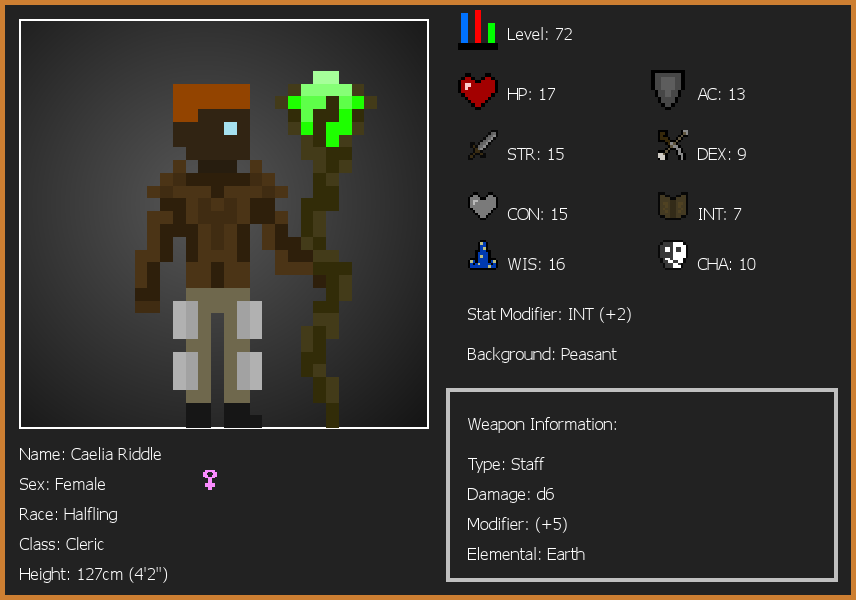 Level: 72
HP: 17
AC: 13
STR: 15
DEX: 9
CON: 15
INT: 7
WIS: 16
CHA: 10
Stat Modifier: INT (+2)
Background: Peasant
Weapon Information:
Type: Staff
Damage: d6
Modifier: (+5)
Elemental: Earth
Name: Caelia Riddle
Sex: Female
Race: Halfling
Class: Cleric
Height: 127cm (4'2")